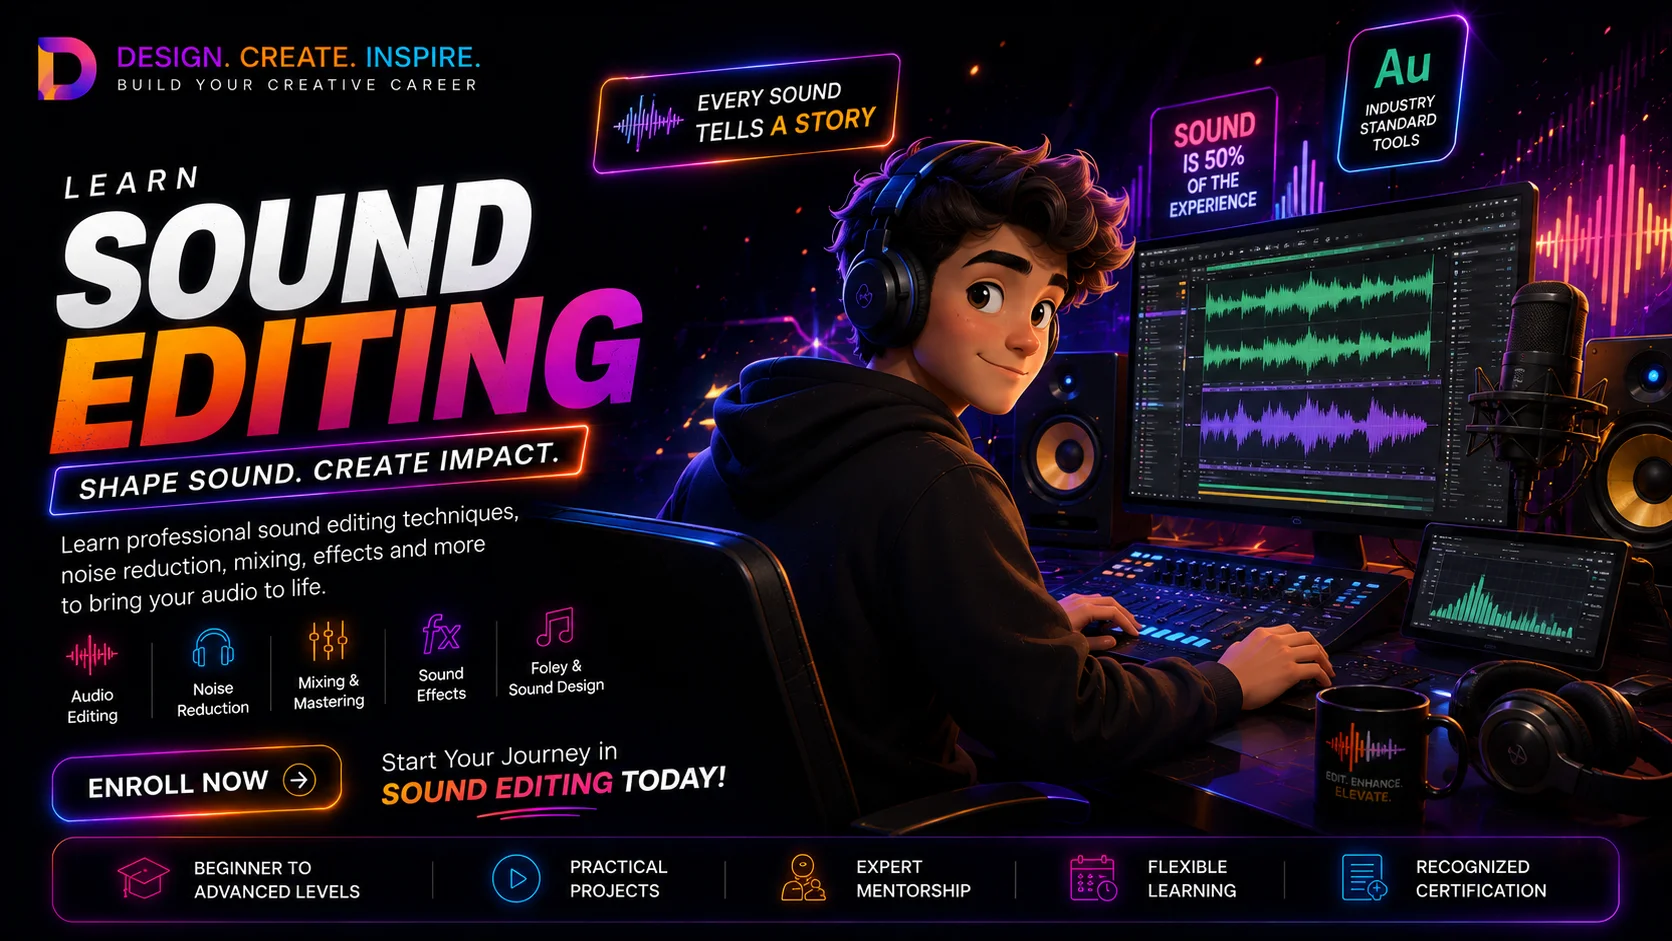 DESIGN. CREATE. INSPIRE.
BUILD YOUR CREATIVE CAREER
EVERY SOUND
TELLS A STORY
SOUND
IS 50%
OF THE
EXPERIENCE
Au
INDUSTRY
STANDARD
TOOLS
LEARN
SOUND
EDITING
SHAPE SOUND. CREATE IMPACT.
Learn professional sound editing techniques,
noise reduction, mixing, effects and more
to bring your audio to life.
Audio
Editing
Noise
Reduction
Mixing &
Mastering
fx
Sound
Effects
Foley &
Sound Design
ENROLL NOW
Start Your Journey in
SOUND EDITING TODAY!
EDIT. ENHANCE.
ELEVATE.
BEGINNER TO
ADVANCED LEVELS
PRACTICAL
PROJECTS
EXPERT
MENTORSHIP
FLEXIBLE
LEARNING
RECOGNIZED
CERTIFICATION